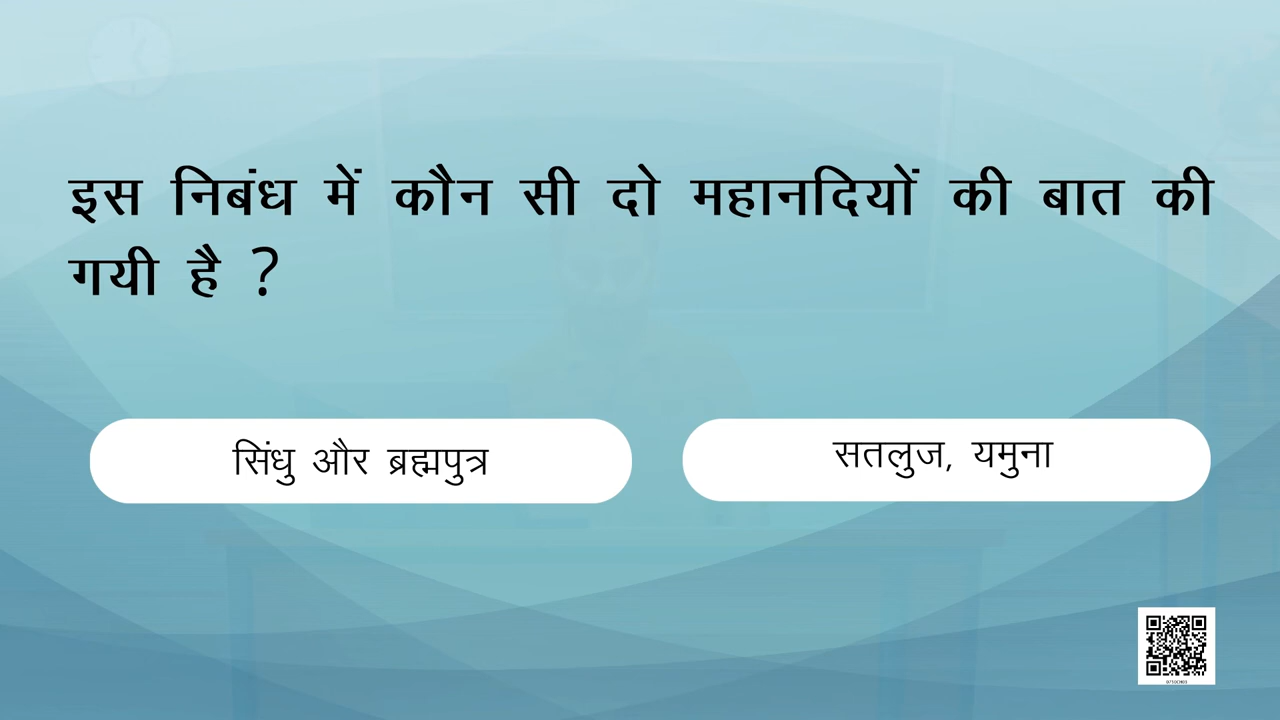 इस निबंध में कौन सी दो महानदियों की बात की
गयी है ?
सिंधु और ब्रह्मपुत्र
सतलुज, यमुना